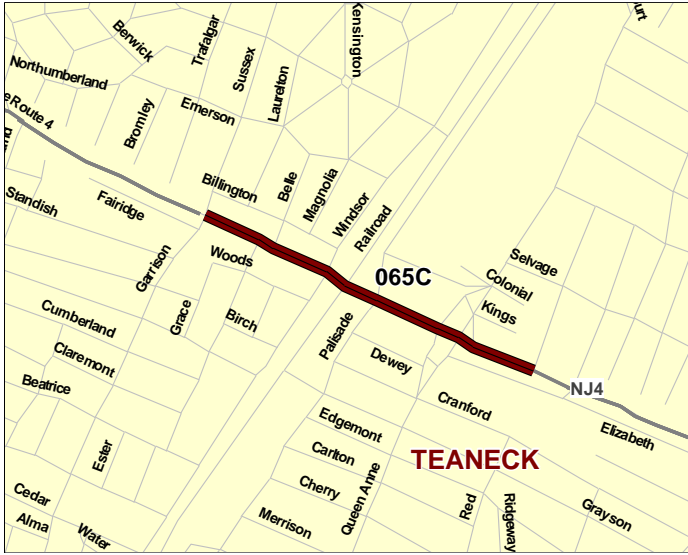 Kensington
Berwick
Trafalgar
Sussex
Northumberland
Laurelton
e Route 4
Bromley
Emerson
Billington
Belle
Magnolia
Windsor
Railroad
Standish
Fairidge
Garrison
Woods
065C
Selvage
Colonial
Kings
Cumberland
Grace
Birch
Palisade
Claremont
Dewey
Beatrice
NJ4
Cranford
Edgemont
Elizabeth
Carlton
TEANECK
Ester
Cherry
Queen Anne
Cedar
Red
Ridgeway
Grayson
Alma
Water
Merrison